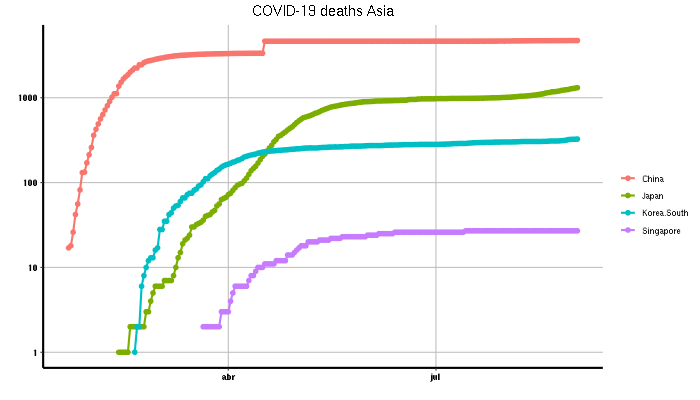 COVID-19 deaths Asia
1000
100
10
1
abr
jul
China
Japan
Korea.South
Singapore